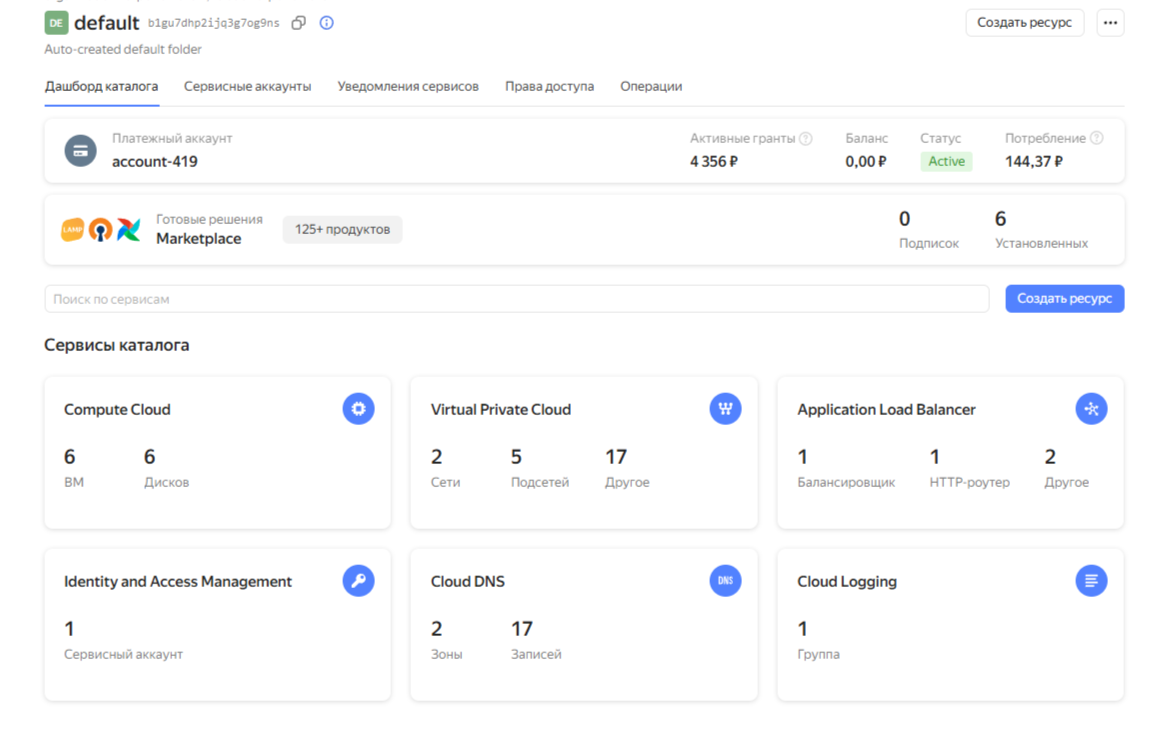 DE default b1gu7dhp2ijq3g7og9ns Создать ресурс
Auto-created default folder
Дашборд каталога Сервисные аккаунты Уведомления сервисов Права доступа Операции
Платежный аккаунт Активные гранты Баланс Статус Потребление
account-419 4 356 ₽ 0,00 ₽ Active 144,37 ₽
LAMP Готовые решения 125+ продуктов 0 6
Marketplace Подписок Установленных
Поиск по сервисам Создать ресурс
Сервисы каталога
Compute Cloud Virtual Private Cloud Application Load Balancer
6 6 2 5 17 1 1 2
ВМ Дисков Сети Подсетей Другое Балансировщик HTTP-роутер Другое
Identity and Access Management Cloud DNS DNS Cloud Logging
1 2 17 1
Сервисный аккаунт Зоны Записей Группа